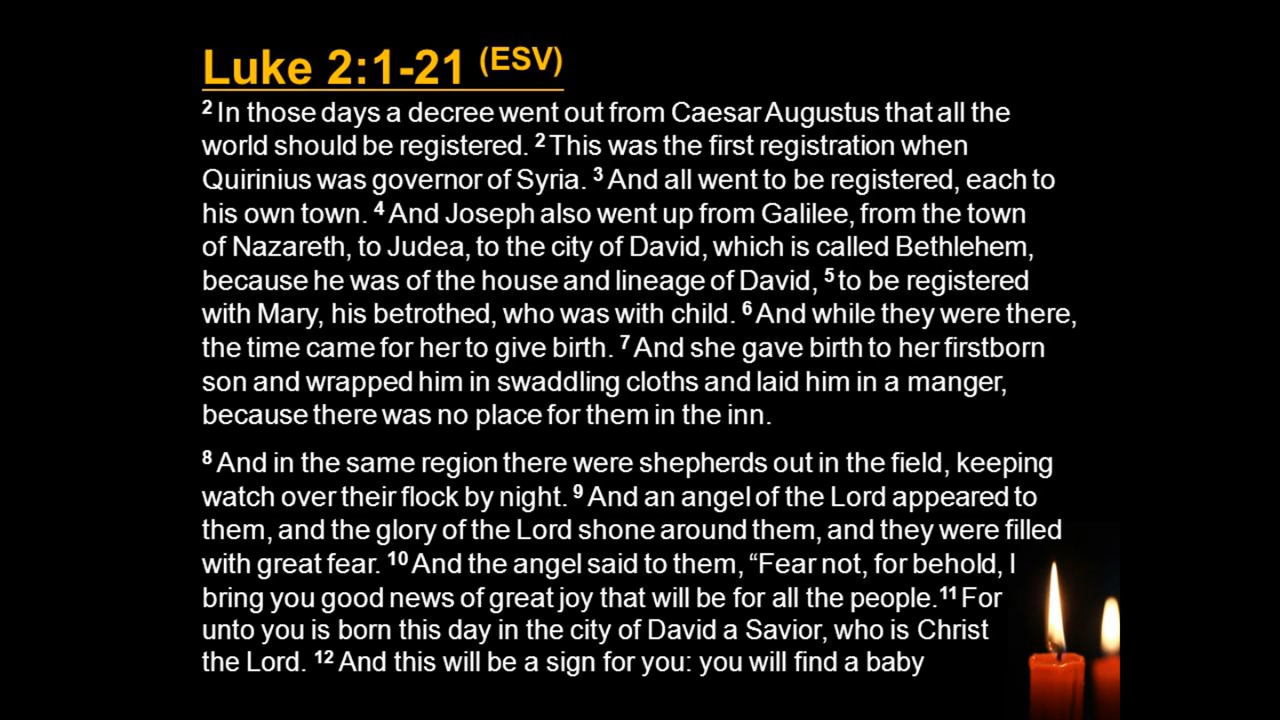 Luke 2:1-21 (ESV)
2 In those days a decree went out from Caesar Augustus that all the
world should be registered. 2 This was the first registration when
Quirinius was governor of Syria. 3 And all went to be registered, each to
his own town. 4 And Joseph also went up from Galilee, from the town
of Nazareth, to Judea, to the city of David, which is called Bethlehem,
because he was of the house and lineage of David, 5 to be registered
with Mary, his betrothed, who was with child. 6 And while they were there,
the time came for her to give birth. 7 And she gave birth to her firstborn
son and wrapped him in swaddling cloths and laid him in a manger,
because there was no place for them in the inn.
8 And in the same region there were shepherds out in the field, keeping
watch over their flock by night. 9 And an angel of the Lord appeared to
them, and the glory of the Lord shone around them, and they were filled
with great fear. 10 And the angel said to them, “Fear not, for behold, I
bring you good news of great joy that will be for all the people.11 For
unto you is born this day in the city of David a Savior, who is Christ
the Lord. 12 And this will be a sign for you: you will find a baby